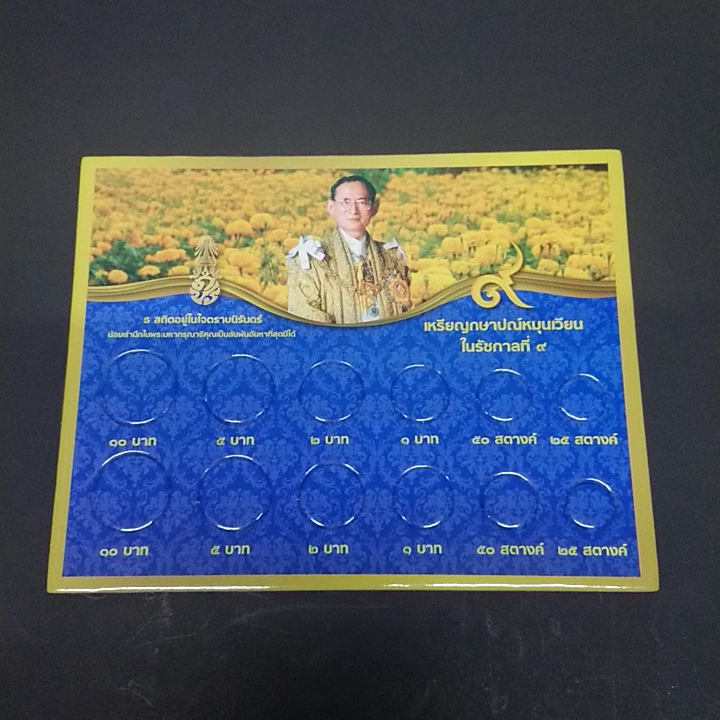 ธ สถิตอยู่ในใจตราบนิรันดร์
น้อมสำนึกในพระมหากรุณาธิคุณเป็นล้นพ้นอันหาที่สุดมิได้
๙
เหรียญกษาปณ์หมุนเวียน
ในรัชกาลที่ ๙
๑๐ บาท ๕ บาท ๒ บาท ๑ บาท ๕๐ สตางค์ ๒๕ สตางค์
๑๐ บาท ๕ บาท ๒ บาท ๑ บาท ๕๐ สตางค์ ๒๕ สตางค์